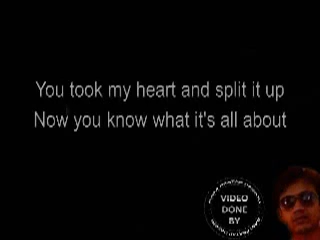 You took my heart and split it up
Now you know what it's all about
VIDEO
DONE
BY